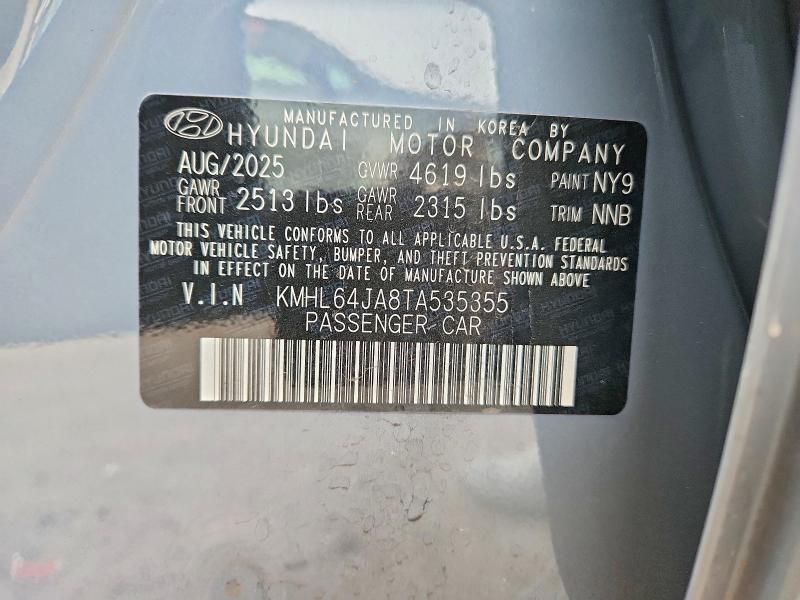 MANUFACTURED IN KOREA BY
HYUNDAI MOTOR COMPANY
AUG/2025 GVWR 4619 lbs PAINT NY9
GAWR FRONT 2513 lbs GAWR REAR 2315 lbs TRIM NNB
THIS VEHICLE CONFORMS TO ALL APPLICABLE U.S.A. FEDERAL
MOTOR VEHICLE SAFETY, BUMPER, AND THEFT PREVENTION STANDARDS
IN EFFECT ON THE DATE OF MANUFACTURE SHOWN ABOVE
V.I.N KMHL64JA8TA535355
PASSENGER CAR